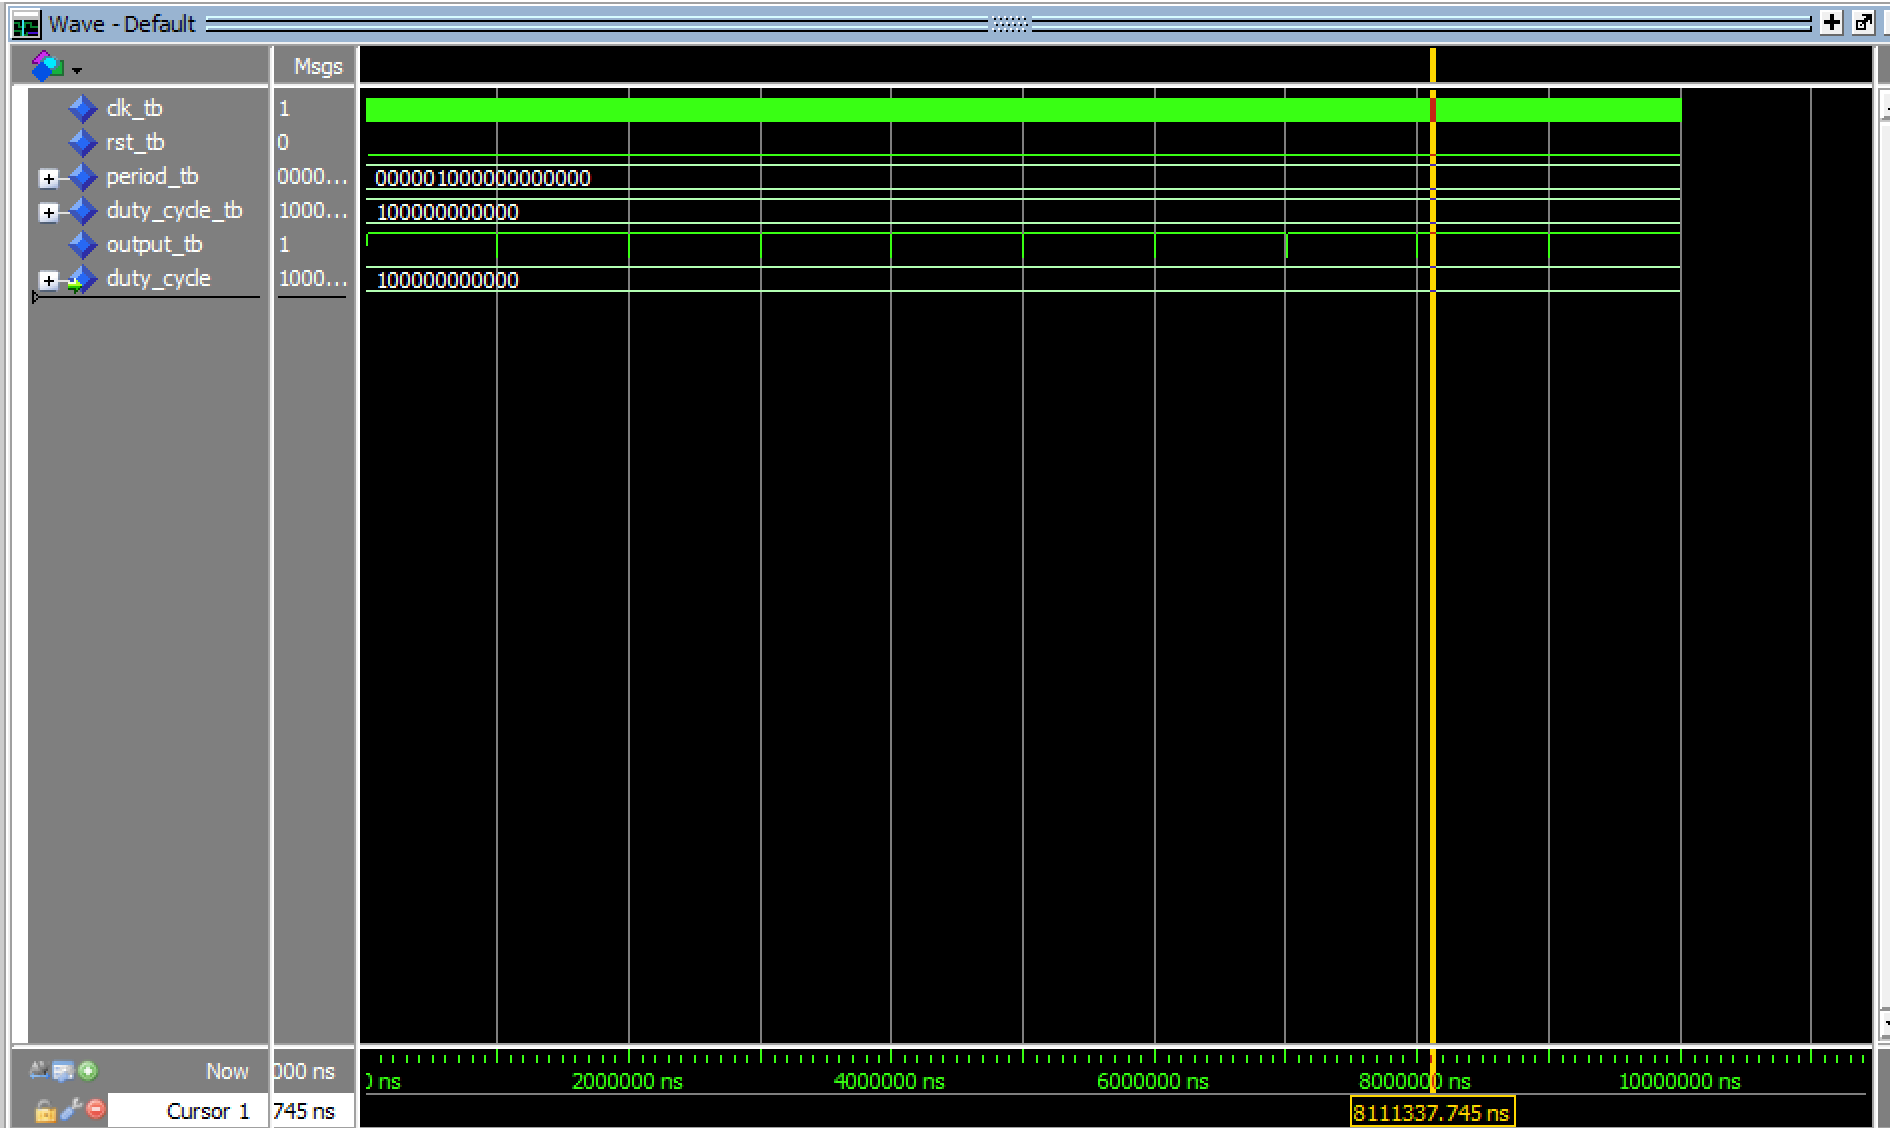 Wave - Default
Msgs
clk_tb 1
rst_tb 0
period_tb 0000... 0000010000000000000
duty_cycle_tb 1000... 100000000000
output_tb 1
duty_cycle 1000... 100000000000
Now 000 ns 0 ns 2000000 ns 4000000 ns 6000000 ns 8000000 ns 10000000 ns
Cursor 1 745 ns 8111337.745 ns